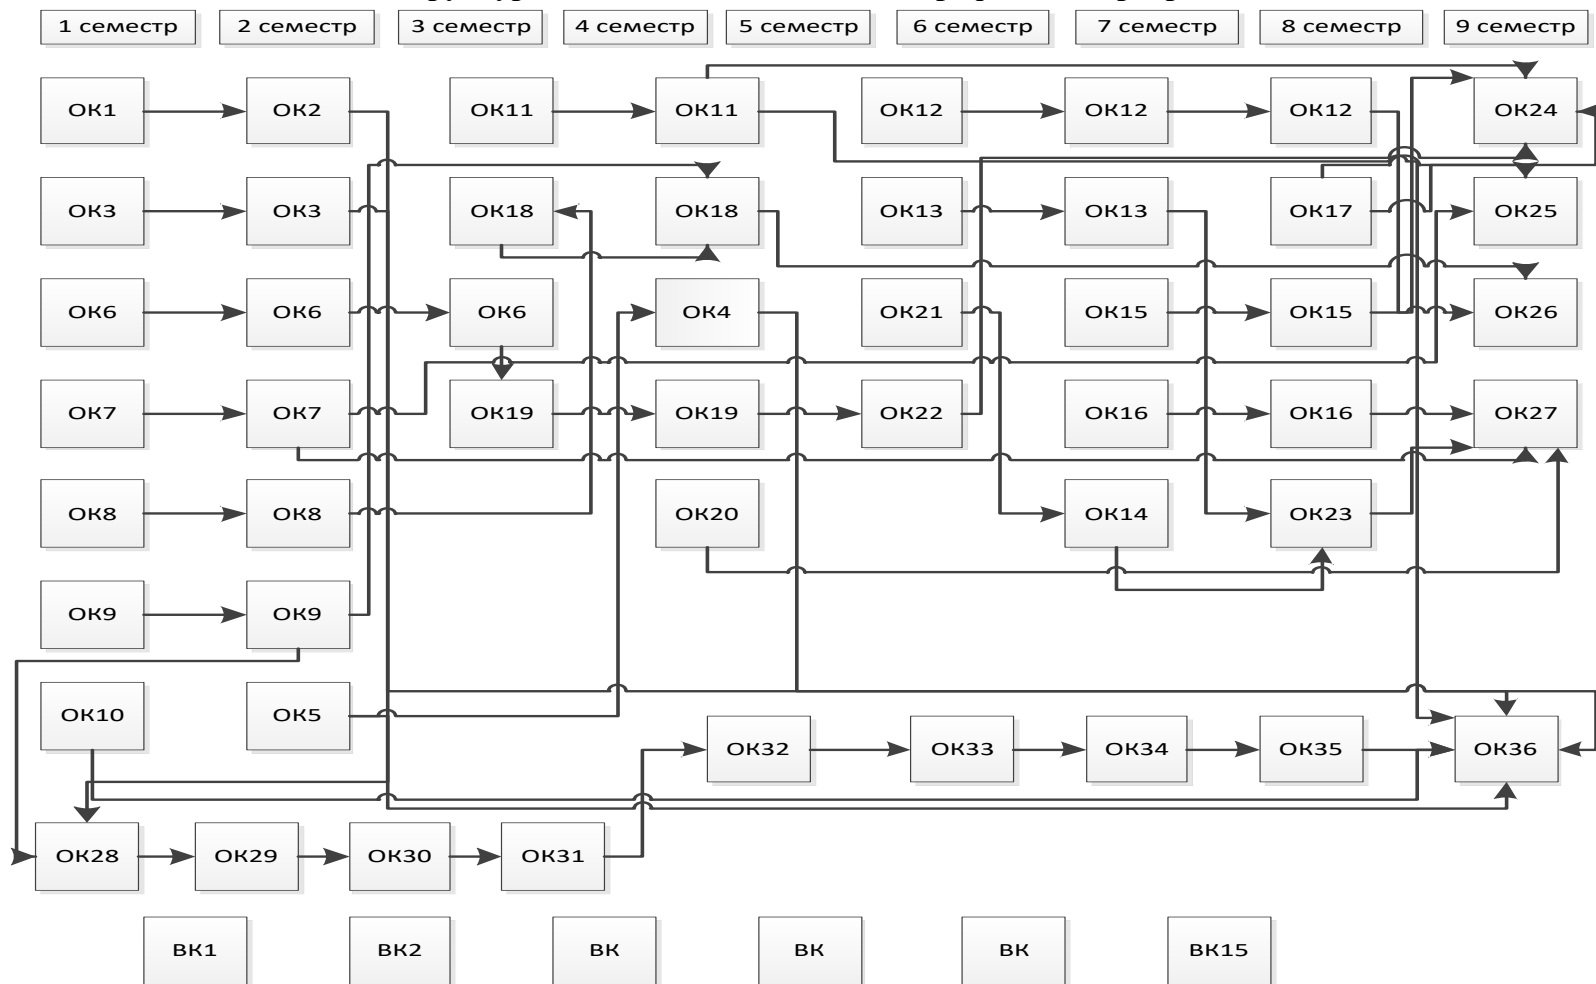 1 семестр 2 семестр 3 семестр 4 семестр 5 семестр 6 семестр 7 семестр 8 семестр 9 семестр
ОК1 ОК2 ОК11 ОК11 ОК12 ОК12 ОК12 ОК24
ОК3 ОК3 ОК18 ОК18 ОК13 ОК13 ОК17 ОК25
ОК6 ОК6 ОК6 ОК4 ОК21 ОК15 ОК15 ОК26
ОК7 ОК7 ОК19 ОК19 ОК22 ОК16 ОК16 ОК27
ОК8 ОК8 ОК20 ОК14 ОК23
ОК9 ОК9
ОК10 ОК5
ОК32 ОК33 ОК34 ОК35 ОК36
ОК28 ОК29 ОК30 ОК31
ВК1 ВК2 ВК ВК ВК ВК15